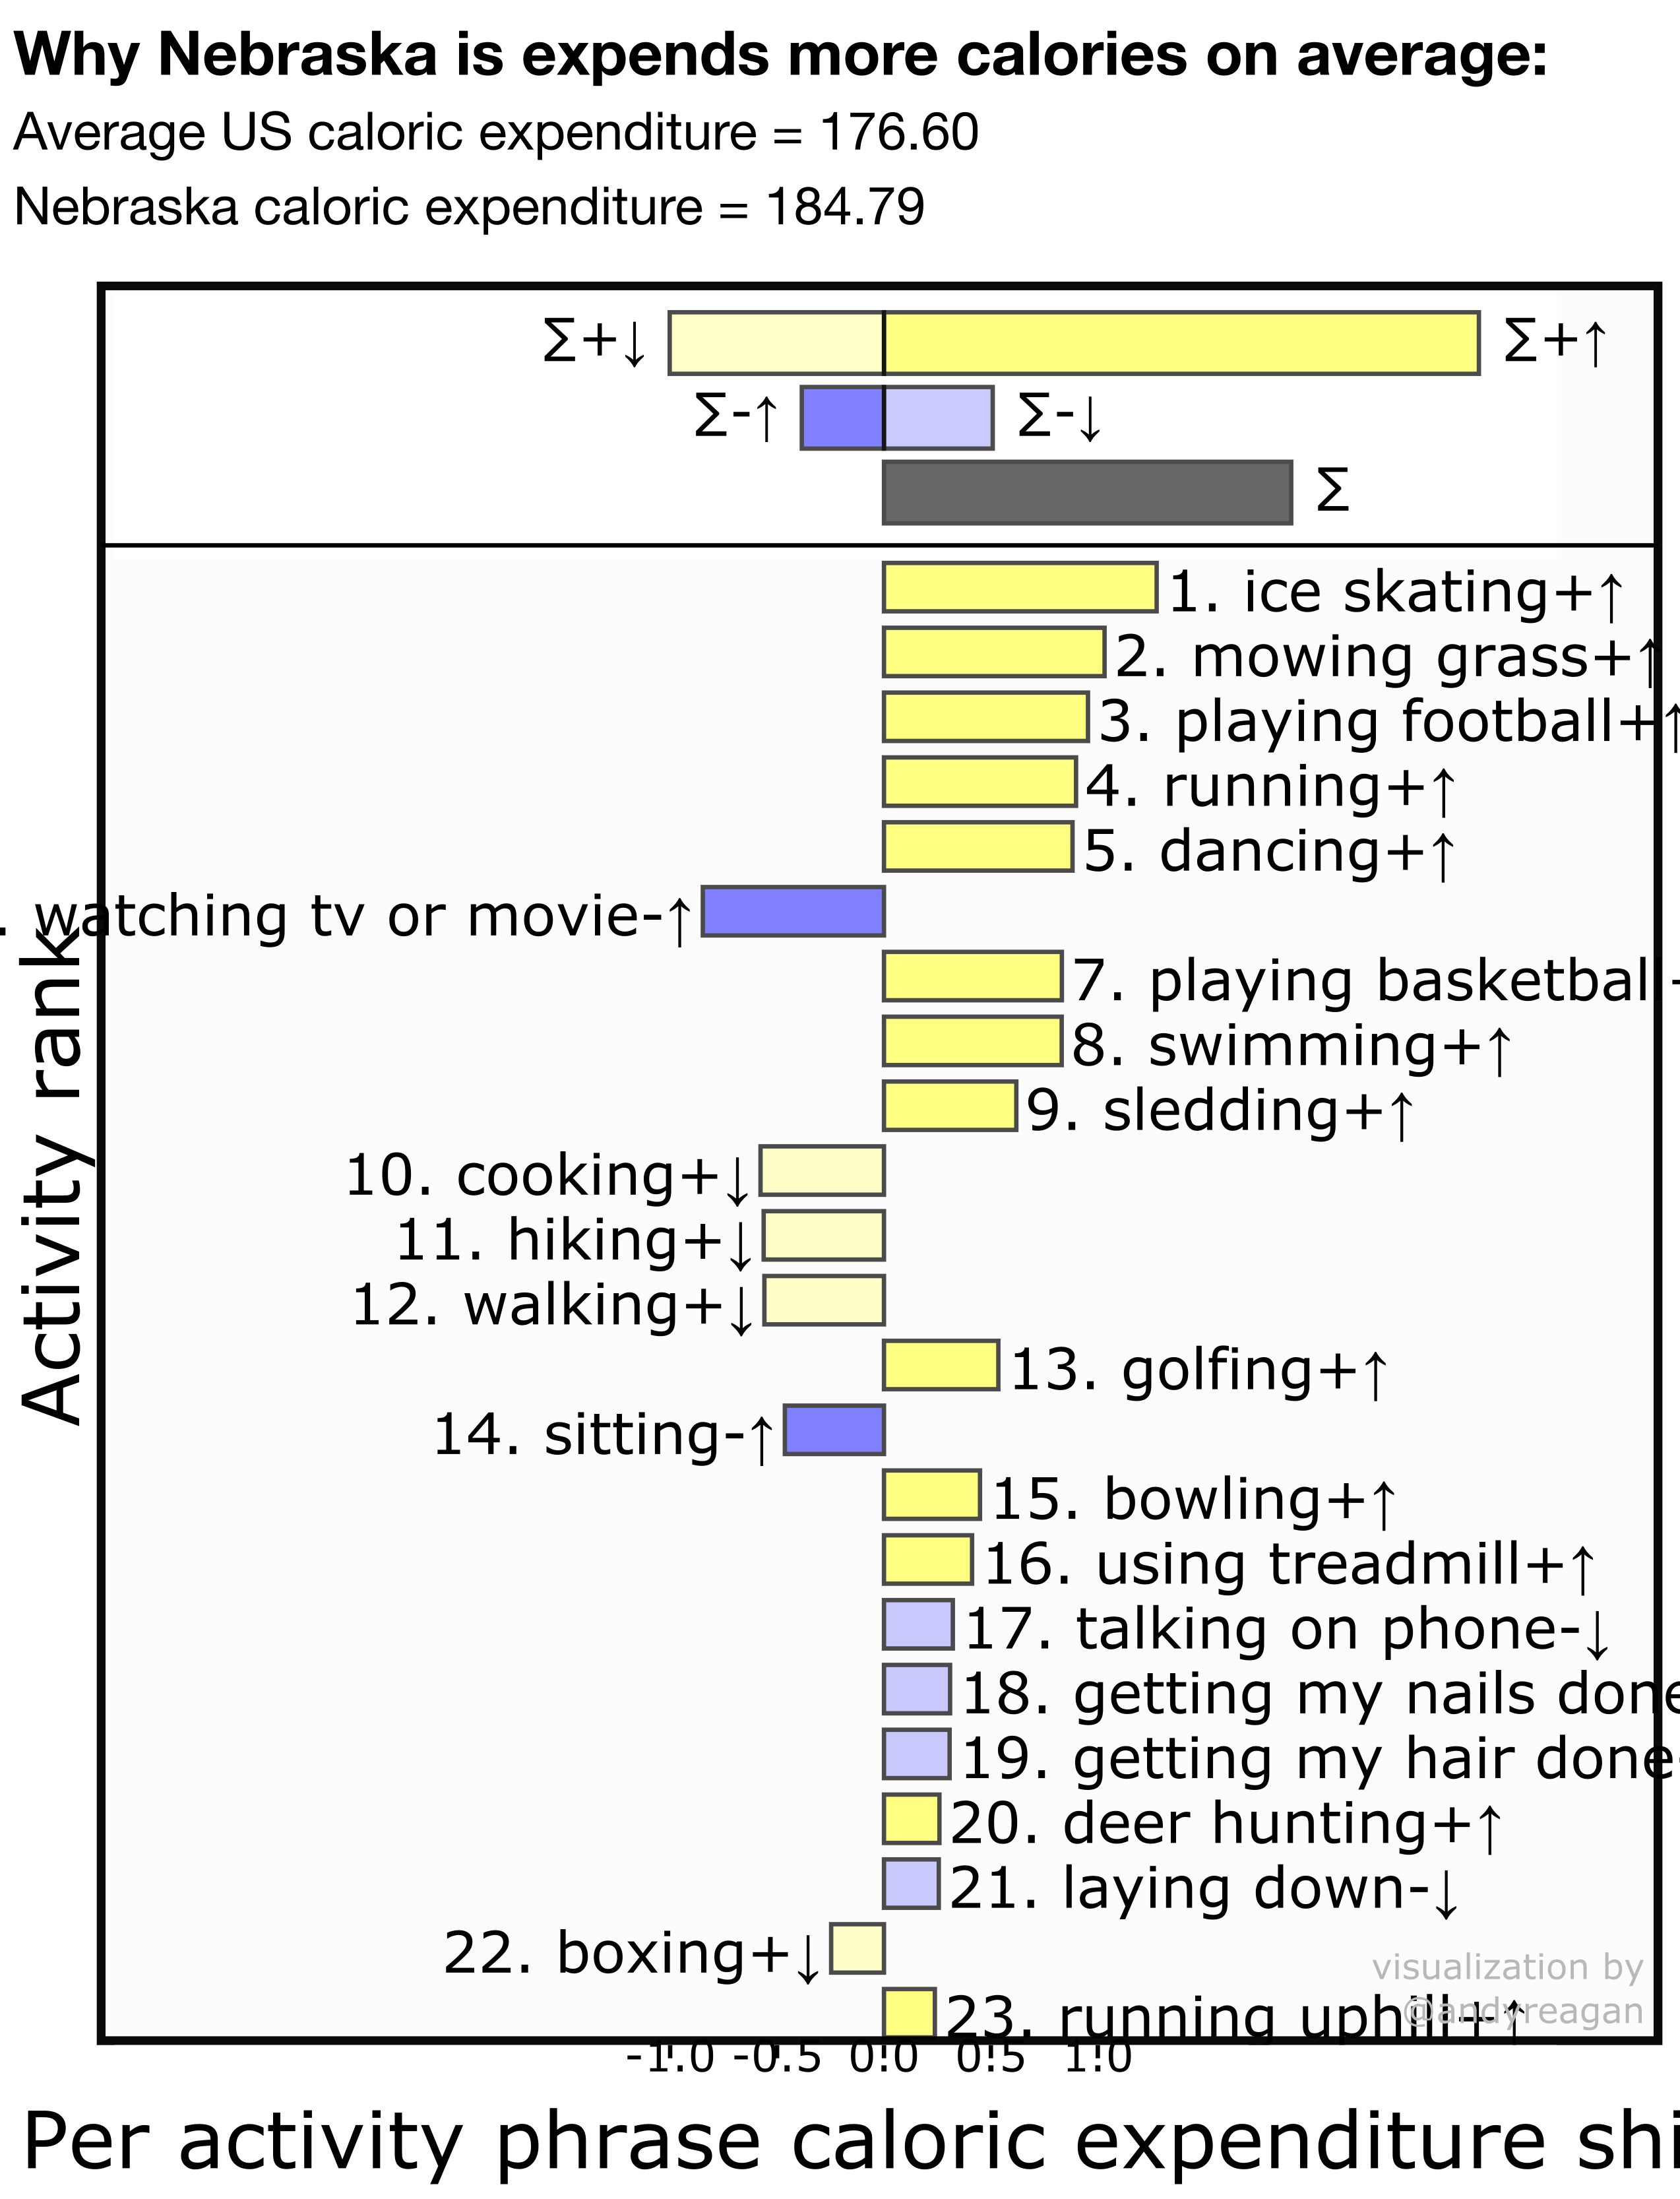 Why Nebraska is expends more calories on average:
Average US caloric expenditure = 176.60
Nebraska caloric expenditure = 184.79
∑+↓ ∑+↑
∑-↑ ∑-↓
∑
1. ice skating+↑
2. mowing grass+↑
3. playing football+↑
4. running+↑
5. dancing+↑
. watching tv or movie-↑
7. playing basketball-
8. swimming+↑
9. sledding+↑
10. cooking+↓
11. hiking+↓
12. walking+↓
13. golfing+↑
14. sitting-↑
15. bowling+↑
16. using treadmill+↑
17. talking on phone-↓
18. getting my nails done
19. getting my hair done
20. deer hunting+↑
21. laying down-↓
22. boxing+↓
23. running uphill+↑
Activity rank
visualization by
@andyreagan
-1.0 -0.5 0.0 0.5 1.0
Per activity phrase caloric expenditure shi